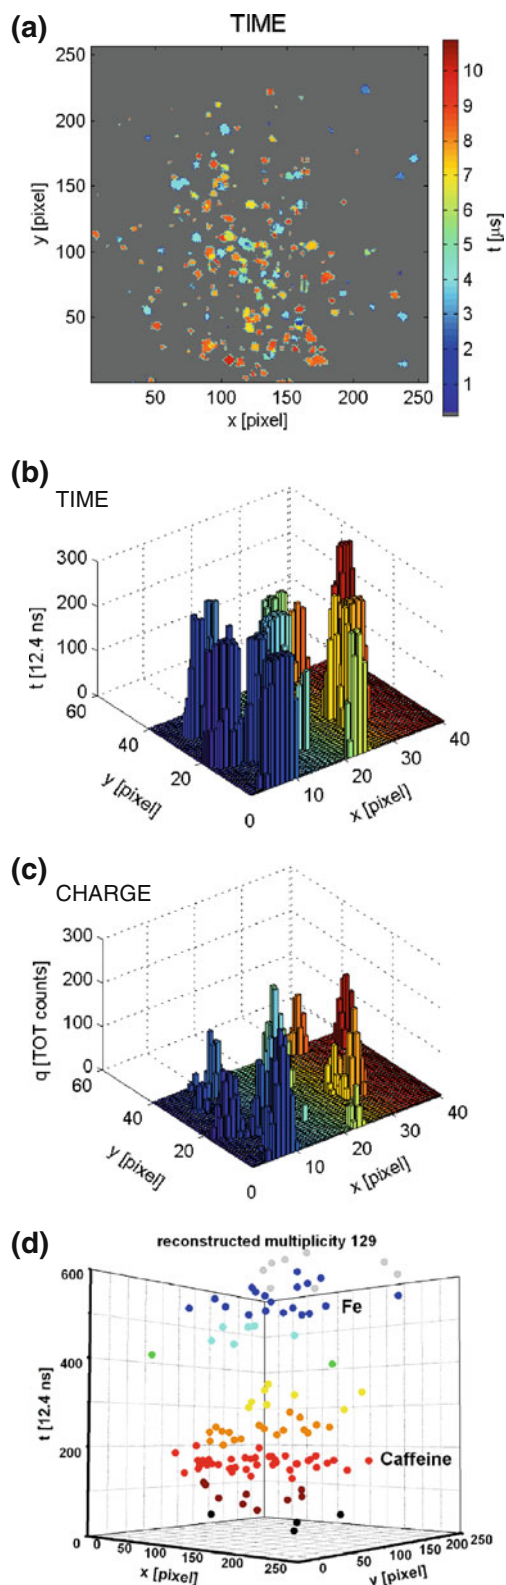 (a)
TIME
250
200
150
100
50
y [pixel]
50 100 150 200 250
x [pixel]
10
9
8
7
6
5
4
3
2
1
t [µs]
(b)
TIME
300
200
100
0
t [12.4 ns]
60
40
20
0
y [pixel]
10
20
30
40
x [pixel]
(c)
CHARGE
300
200
100
0
q [TOT counts]
60
40
20
0
y [pixel]
10
20
30
40
x [pixel]
(d)
reconstructed multiplicity 129
600
400
200
0
t [12.4 ns]
Fe
Caffeine
0 50 100 150 200 250
x [pixel]
0 50 100 150 200 250
y [pixel]